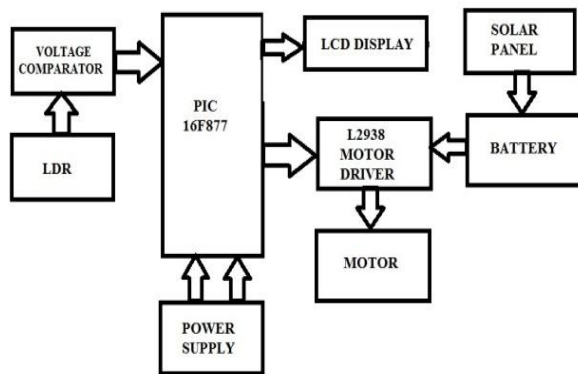 VOLTAGE
COMPARATOR
LDR
PIC
16F877
LCD DISPLAY
L2938
MOTOR
DRIVER
MOTOR
POWER
SUPPLY
SOLAR
PANEL
BATTERY